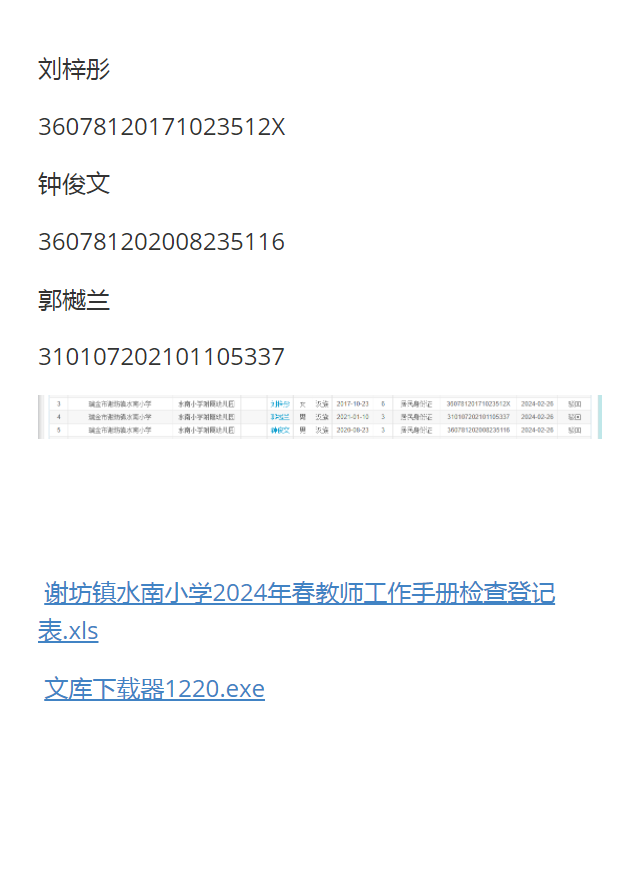 刘梓彤
36078120171023512X
钟俊文
360781202008235116
郭樾兰
310107202101105337
3 瑞金市谢坊镇水南小学 水南小学附属幼儿园 刘梓彤 女 汉族 2017-10-23 6 居民身份证 36078120171023512X 2024-02-26
4 瑞金市谢坊镇水南小学 水南小学附属幼儿园 郭樾兰 男 汉族 2021-01-10 3 居民身份证 310107202101105337 2024-02-26
5 瑞金市谢坊镇水南小学 水南小学附属幼儿园 钟俊文 男 汉族 2020-08-23 3 居民身份证 360781202008235116 2024-02-26
谢坊镇水南小学2024年春教师工作手册检查登记
表.xls
文库下载器1220.exe